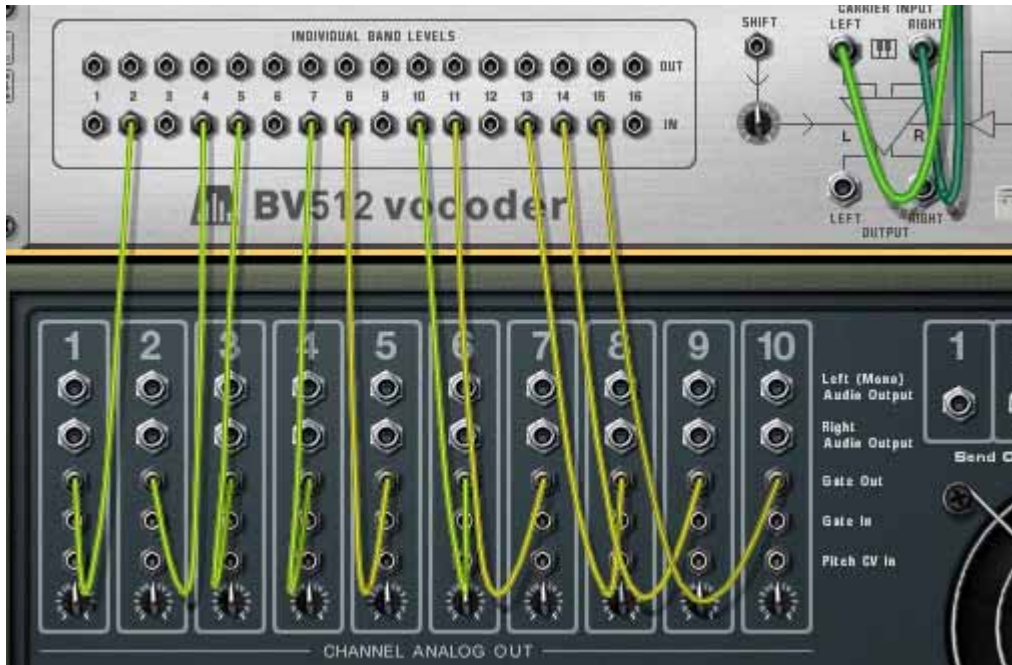 CARRIER INPUT
SHIFT LEFT RIGHT
INDIVIDUAL BAND LEVELS
OUT
1 2 3 4 5 6 7 8 9 10 11 12 13 14 15 16
IN
L R
BV512 vocoder
LEFT RIGHT
OUTPUT
1 2 3 4 5 6 7 8 9 10 1
Left (Mono)
Audio Output
Right
Audio Output
Send
Gate Out
Gate In
Pitch CV In
CHANNEL ANALOG OUT